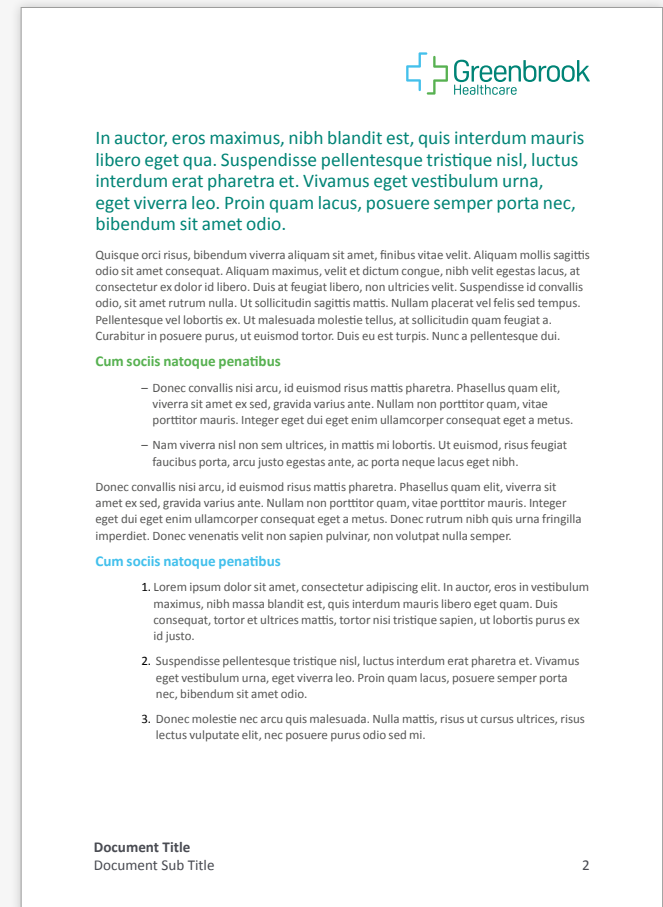 Greenbrook
Healthcare
In auctor, eros maximus, nibh blandit est, quis interdum mauris
libero eget qua. Suspendisse pellentesque tristique nisl, luctus
interdum erat pharetra et. Vivamus eget vestibulum urna,
eget viverra leo. Proin quam lacus, posuere semper porta nec,
bibendum sit amet odio.
Quisque orci risus, bibendum viverra aliquam sit amet, finibus vitae velit. Aliquam mollis sagittis
odio sit amet consequat. Aliquam maximus, velit et dictum congue, nibh velit egestas lacus, at
consectetur ex dolor id libero. Duis at feugiat libero, non ultricies velit. Suspendisse id convallis
odio, sit amet rutrum nulla. Ut sollicitudin sagittis mattis. Nullam placerat vel felis sed tempus.
Pellentesque vel lobortis ex. Ut malesuada molestie tellus, at sollicitudin quam feugiat a.
Curabitur in posuere purus, ut euismod tortor. Duis eu est turpis. Nunc a pellentesque dui.
Cum sociis natoque penatibus
– Donec convallis nisi arcu, id euismod risus mattis pharetra. Phasellus quam elit,
viverra sit amet ex sed, gravida varius ante. Nullam non porttitor quam, vitae
porttitor mauris. Integer eget dui eget enim ullamcorper consequat eget a metus.
– Nam viverra nisl non sem ultrices, in mattis mi lobortis. Ut euismod, risus feugiat
faucibus porta, arcu justo egestas ante, ac porta neque lacus eget nibh.
Donec convallis nisi arcu, id euismod risus mattis pharetra. Phasellus quam elit, viverra sit
amet ex sed, gravida varius ante. Nullam non porttitor quam, vitae porttitor mauris. Integer
eget dui eget enim ullamcorper consequat eget a metus. Donec rutrum nibh quis urna fringilla
imperdiet. Donec venenatis velit non sapien pulvinar, non volutpat nulla semper.
Cum sociis natoque penatibus
1. Lorem ipsum dolor sit amet, consectetur adipiscing elit. In auctor, eros in vestibulum
maximus, nibh massa blandit est, quis interdum mauris libero eget quam. Duis
consequat, tortor et ultrices mattis, tortor nisi tristique sapien, ut lobortis purus ex
id justo.
2. Suspendisse pellentesque tristique nisl, luctus interdum erat pharetra et. Vivamus
eget vestibulum urna, eget viverra leo. Proin quam lacus, posuere semper porta
nec, bibendum sit amet odio.
3. Donec molestie nec arcu quis malesuada. Nulla mattis, risus ut cursus ultrices, risus
lectus vulputate elit, nec posuere purus odio sed mi.
Document Title
Document Sub Title
2